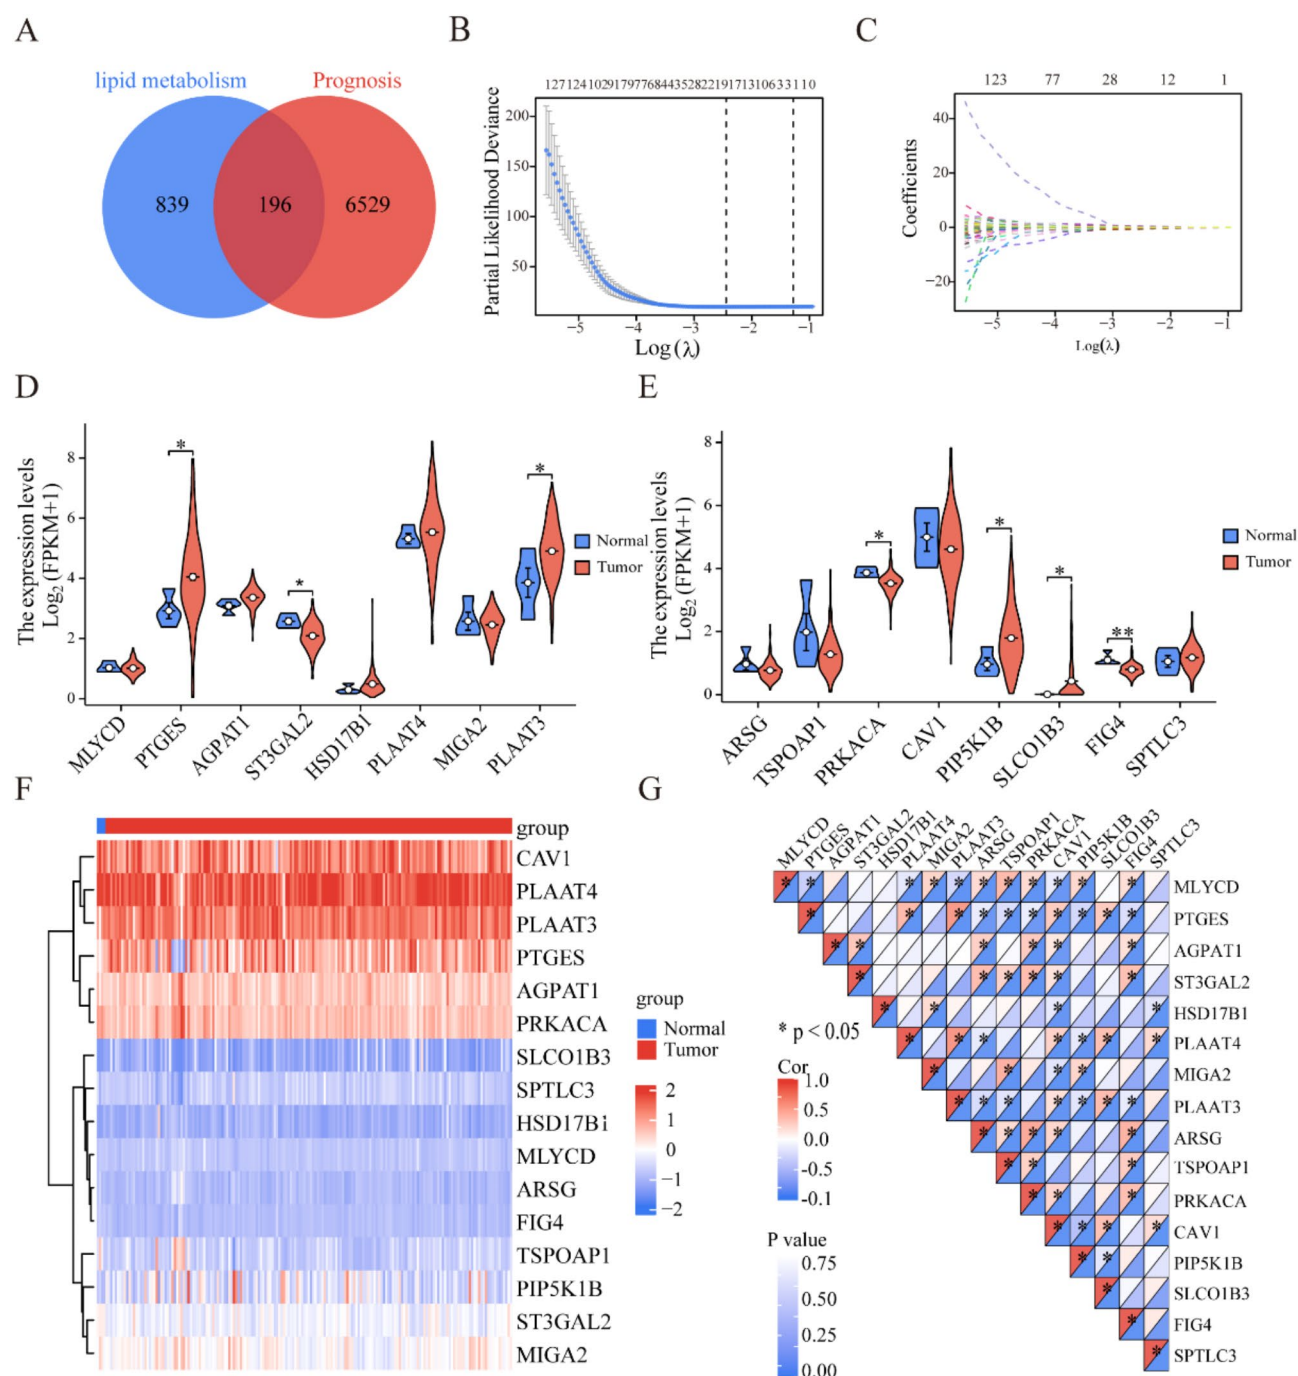 A
lipid metabolism
Prognosis
839
196
6529
B
127124102917977684435282219171310633110
Partial Likelihood Deviance
200
150
100
50
−5
−4
−3
−2
−1
Log(λ)
C
123
77
28
12
1
Coefficients
40
20
0
−20
−5
−4
−3
−2
−1
Log(λ)
D
The expression levels
Log2 (FPKM+1)
8
6
4
2
0
*
*
*
Normal
Tumor
MLYCD
PTGES
AGPAT1
ST3GAL2
HSD17B1
PLAAT4
MIGA2
PLAAT3
E
The expression levels
Log2 (FPKM+1)
8
6
4
2
0
*
*
*
**
Normal
Tumor
ARSG
TSPOAP1
PRKACA
CAV1
PIP5K1B
SLCO1B3
FIG4
SPTLC3
F
group
CAV1
PLAAT4
PLAAT3
PTGES
AGPAT1
PRKACA
SLCO1B3
SPTLC3
HSD17B1
MLYCD
ARSG
FIG4
TSPOAP1
PIP5K1B
ST3GAL2
MIGA2
group
Normal
Tumor
2
1
0
−1
−2
G
MLYCD
PTGES
AGPAT1
ST3GAL2
HSD17B1
PLAAT4
MIGA2
PLAAT3
ARSG
TSPOAP1
PRKACA
CAV1
PIP5K1B
SLCO1B3
FIG4
SPTLC3
MLYCD
PTGES
AGPAT1
ST3GAL2
HSD17B1
PLAAT4
MIGA2
PLAAT3
ARSG
TSPOAP1
PRKACA
CAV1
PIP5K1B
SLCO1B3
FIG4
SPTLC3
* p < 0.05
Cor
1.0
0.5
0.0
-0.5
-0.1
P value
0.75
0.50
0.25
0.00